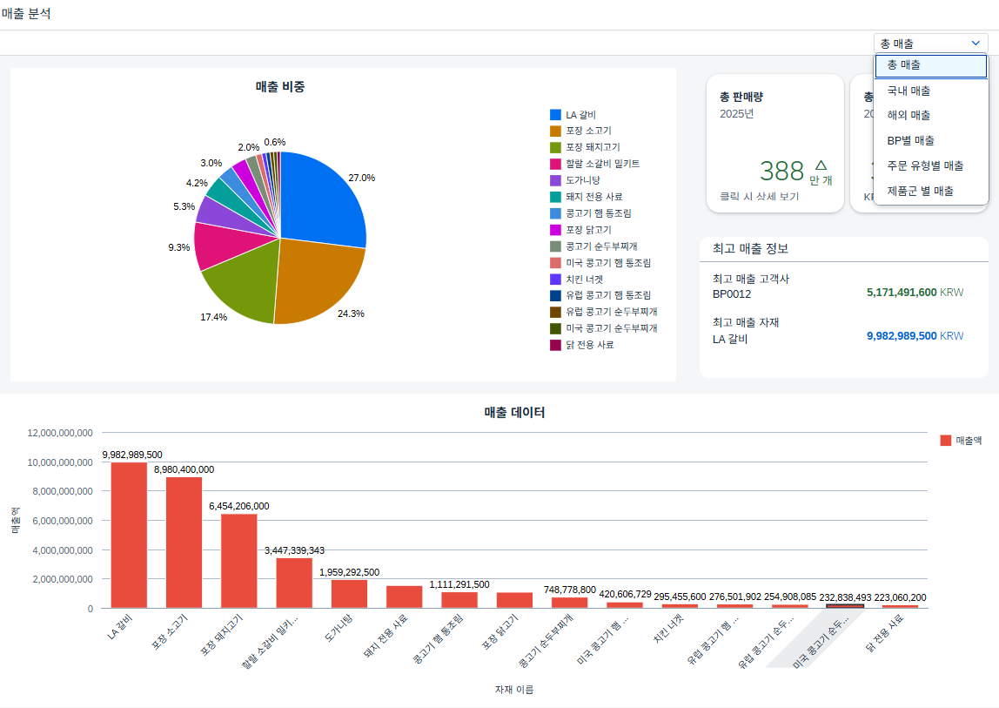 매출 분석
총 매출
총 매출
국내 매출
해외 매출
BP별 매출
주문 유형별 매출
제품군 별 매출
매출 비중
27.0%
24.3%
17.4%
9.3%
5.3%
4.2%
3.0%
2.0%
0.6%
LA 갈비
포장 소고기
포장 돼지고기
할랄 소갈비 밀키트
도가니탕
돼지 전용 사료
콩고기 햄 통조림
포장 닭고기
콩고기 순두부찌개
미국 콩고기 햄 통조림
치킨 너겟
유럽 콩고기 햄 통조림
유럽 콩고기 순두부찌개
미국 콩고기 순두부찌개
닭 전용 사료
총 판매량
2025년
388 만 개
클릭 시 상세 보기
최고 매출 정보
최고 매출 고객사
BP0012
5,171,491,600 KRW
최고 매출 자재
LA 갈비
9,982,989,500 KRW
매출 데이터
매출액
12,000,000,000
10,000,000,000
8,000,000,000
6,000,000,000
4,000,000,000
2,000,000,000
0
매출액
9,982,989,500
8,980,400,000
6,454,206,000
3,447,339,343
1,959,292,500
1,111,291,500
748,778,800
420,606,729
295,455,600
276,501,902
254,908,085
232,838,493
223,060,200
LA 갈비
포장 소고기
포장 돼지고기
할랄 소갈비 밀키...
도가니탕
돼지 전용 사료
콩고기 햄 통조림
포장 닭고기
콩고기 순두부찌개
미국 콩고기 햄 ...
치킨 너겟
유럽 콩고기 햄 ...
유럽 콩고기 순두...
미국 콩고기 순두...
닭 전용 사료
자재 이름